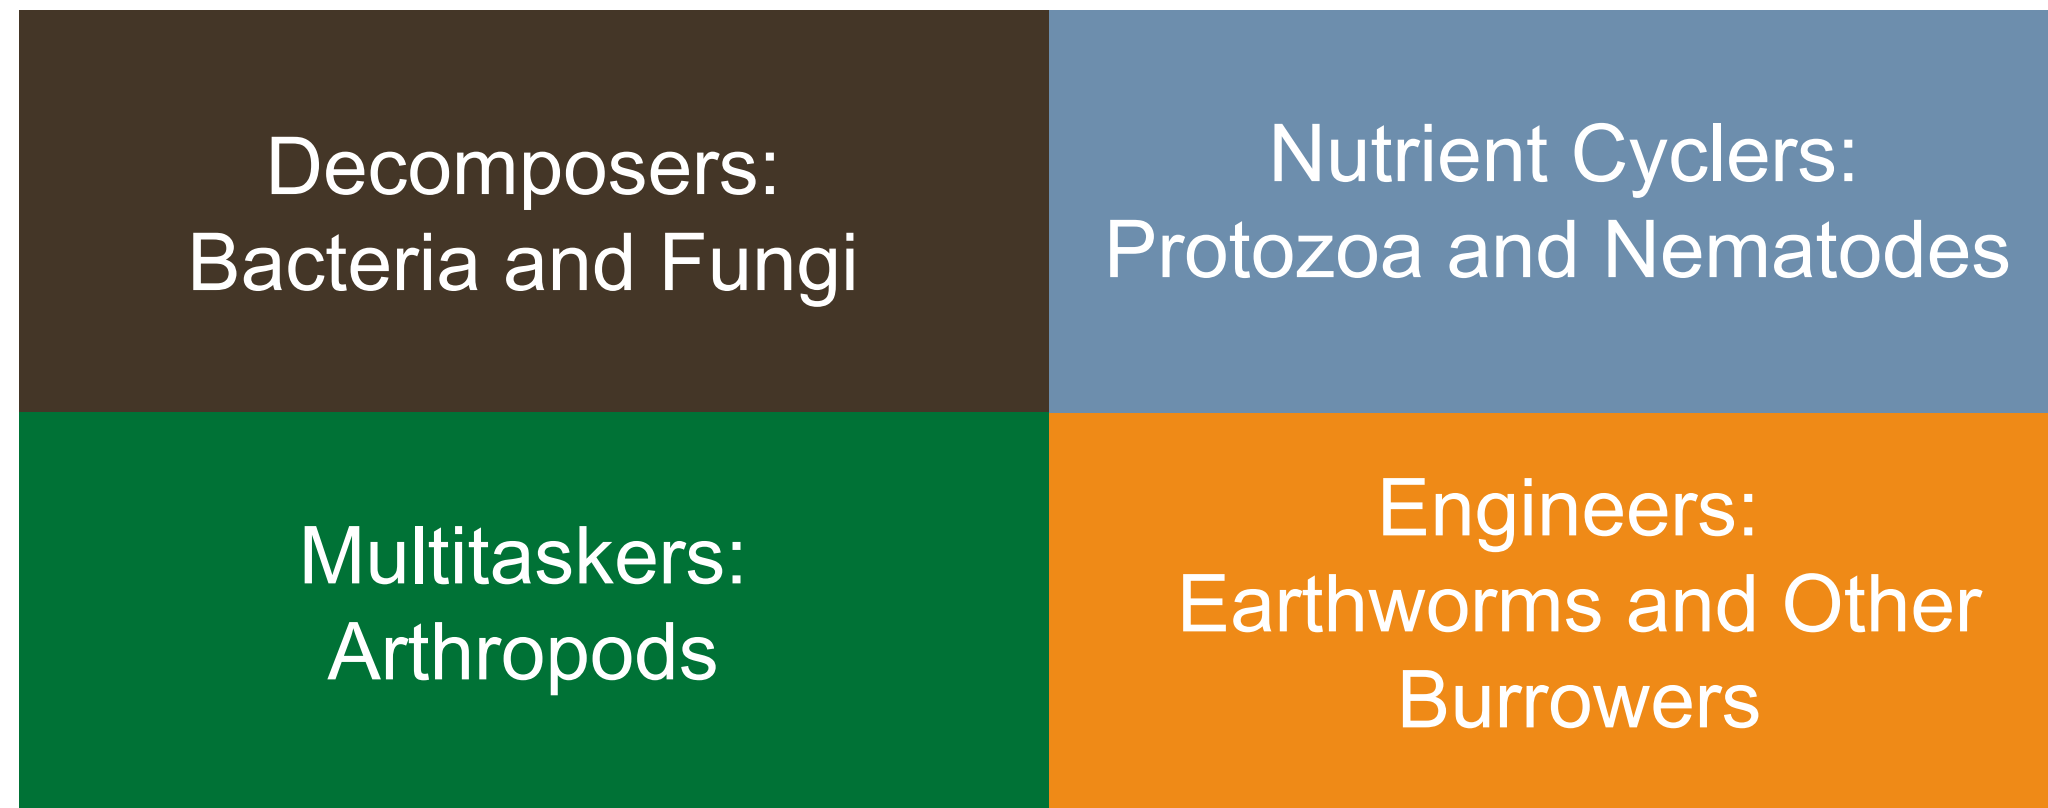 Decomposers:
Bacteria and Fungi
Nutrient Cyclers:
Protozoa and Nematodes
Multitaskers:
Arthropods
Engineers:
Earthworms and Other
Burrowers